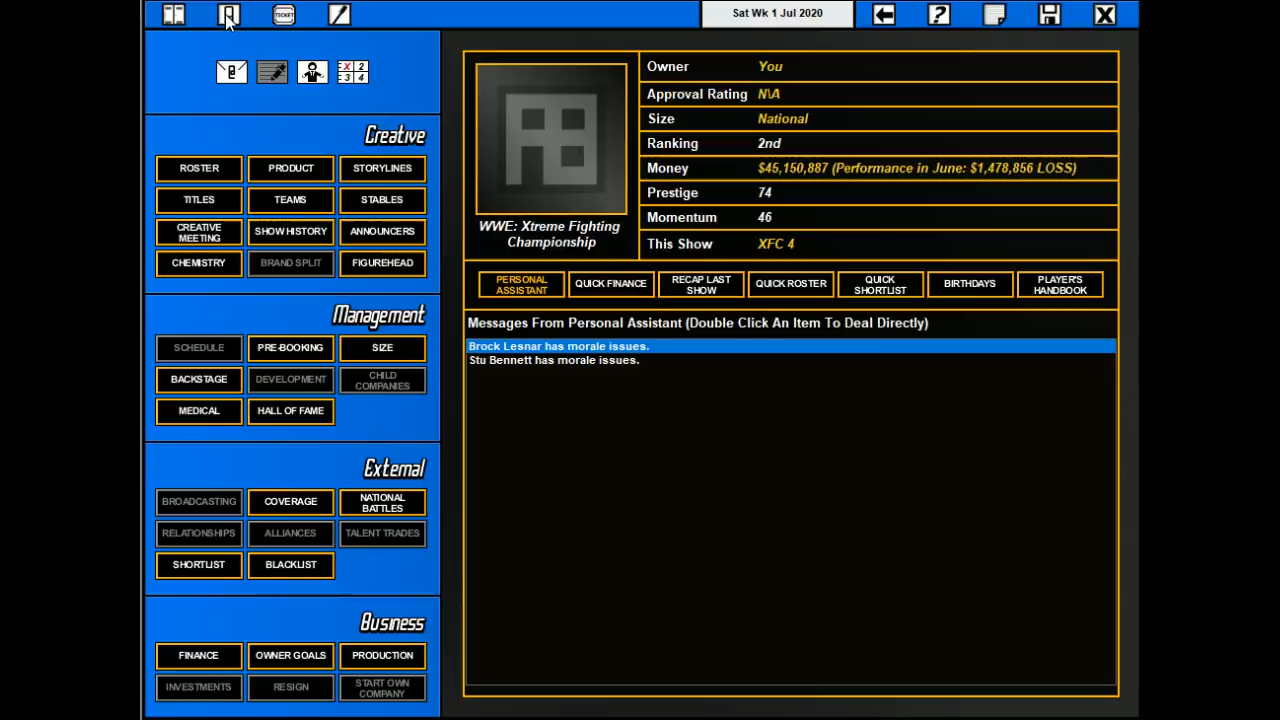 TICKET
Sat Wk 1 Jul 2020
?
X 2
3 4
Creative
ROSTER
PRODUCT
STORYLINES
TITLES
TEAMS
STABLES
CREATIVE
MEETING
SHOW HISTORY
ANNOUNCERS
CHEMISTRY
BRAND SPLIT
FIGUREHEAD
Management
SCHEDULE
PRE-BOOKING
SIZE
BACKSTAGE
DEVELOPMENT
CHILD
COMPANIES
MEDICAL
HALL OF FAME
External
BROADCASTING
COVERAGE
NATIONAL
BATTLES
RELATIONSHIPS
ALLIANCES
TALENT TRADES
SHORTLIST
BLACKLIST
Business
FINANCE
OWNER GOALS
PRODUCTION
INVESTMENTS
RESIGN
START OWN
COMPANY
WWE: Xtreme Fighting
Championship
Owner You
Approval Rating N\A
Size National
Ranking 2nd
Money $45,150,887 (Performance in June: $1,478,856 LOSS)
Prestige 74
Momentum 46
This Show XFC 4
PERSONAL
ASSISTANT
QUICK FINANCE
RECAP LAST
SHOW
QUICK ROSTER
QUICK
SHORTLIST
BIRTHDAYS
PLAYER'S
HANDBOOK
Messages From Personal Assistant (Double Click An Item To Deal Directly)
Brock Lesnar has morale issues.
Stu Bennett has morale issues.